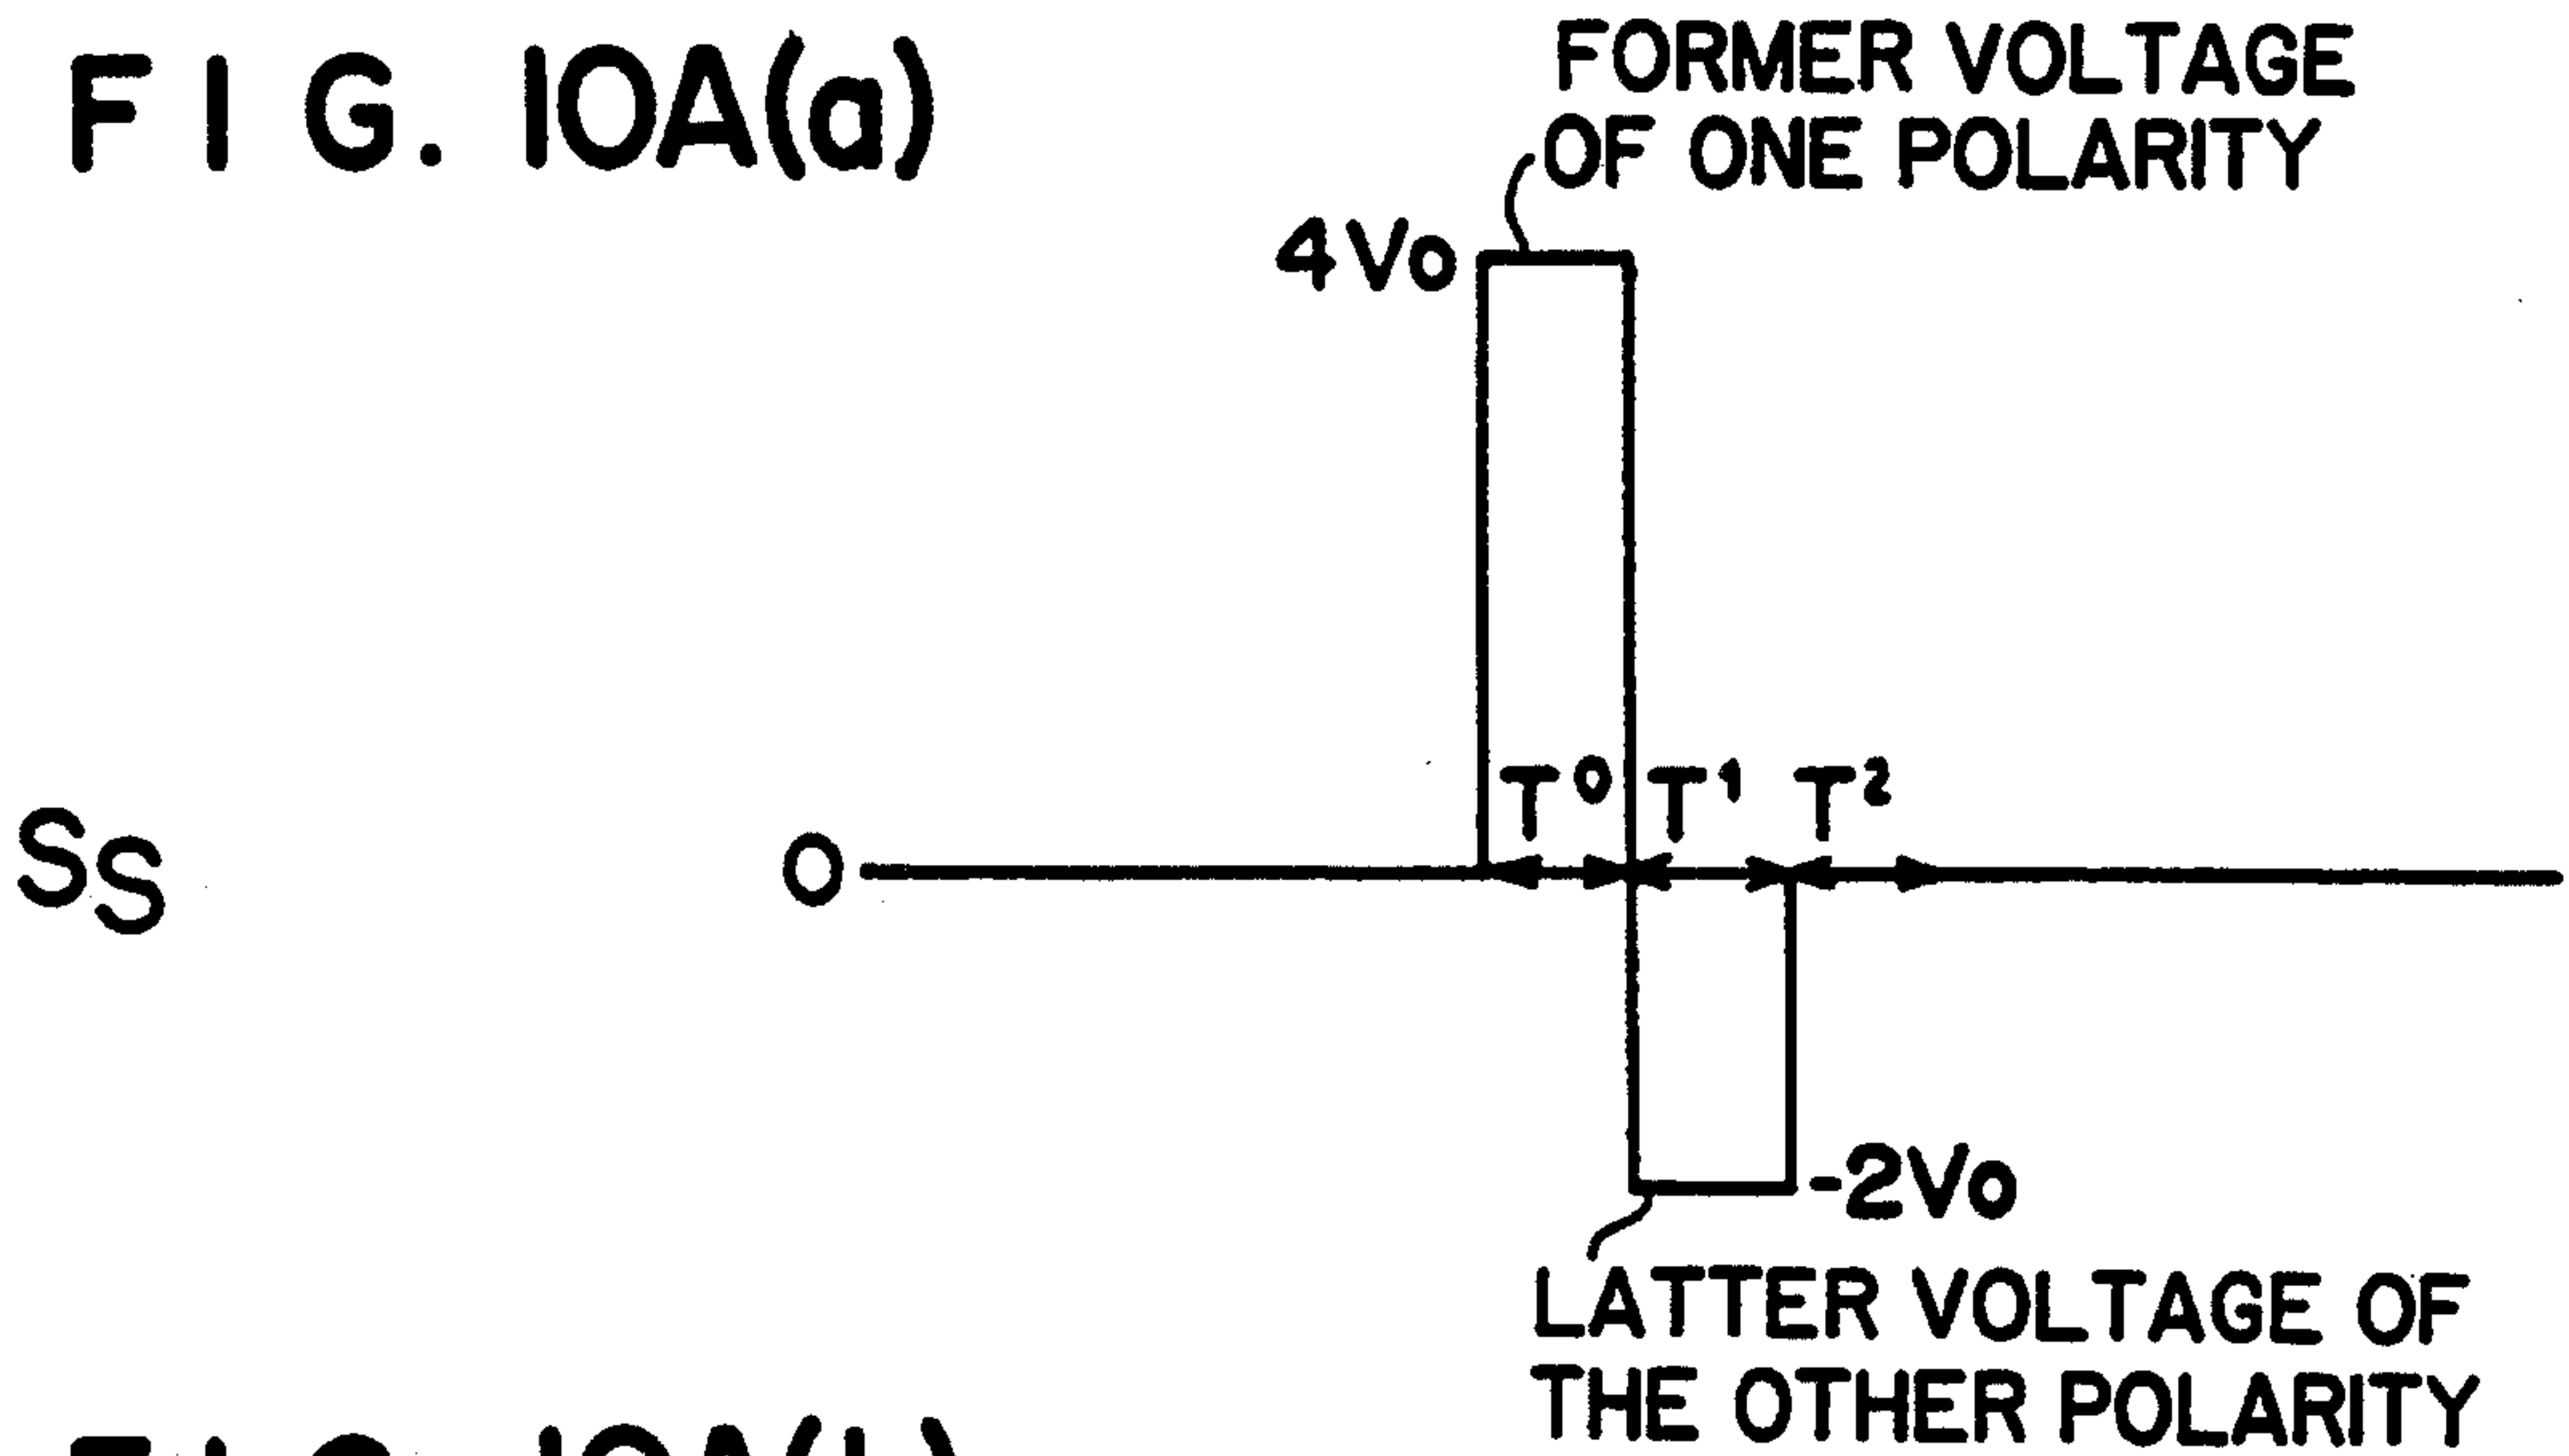 FIG. 10A(a)
FORMER VOLTAGE
OF ONE POLARITY
4Vo
T⁰ T¹ T²
Ss
0
-2Vo
LATTER VOLTAGE OF
THE OTHER POLARITY